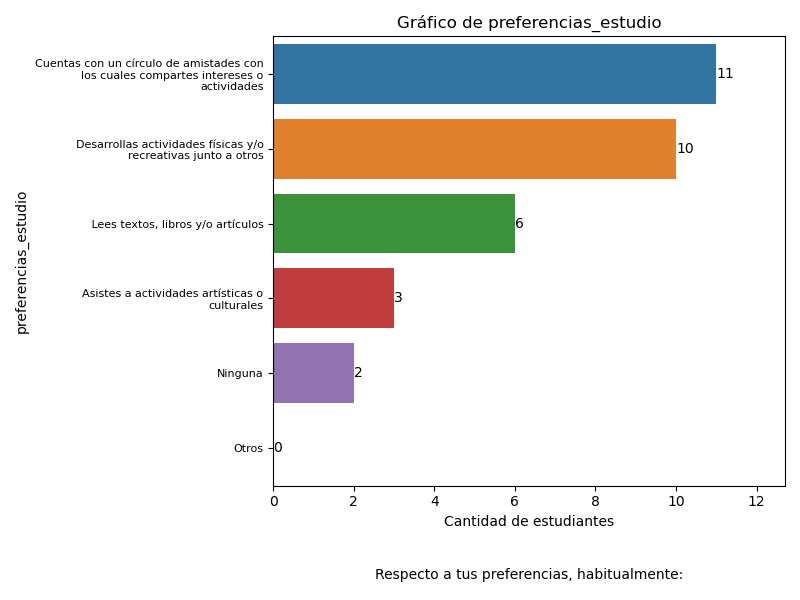 Gráfico de preferencias_estudio
Cuentas con un círculo de amistades con
los cuales compartes intereses o
actividades
11
Desarrollas actividades físicas y/o
recreativas junto a otros
10
Lees textos, libros y/o artículos
6
Asistes a actividades artísticas o
culturales
3
Ninguna
2
Otros
0
preferencias_estudio
0 2 4 6 8 10 12
Cantidad de estudiantes
Respecto a tus preferencias, habitualmente: